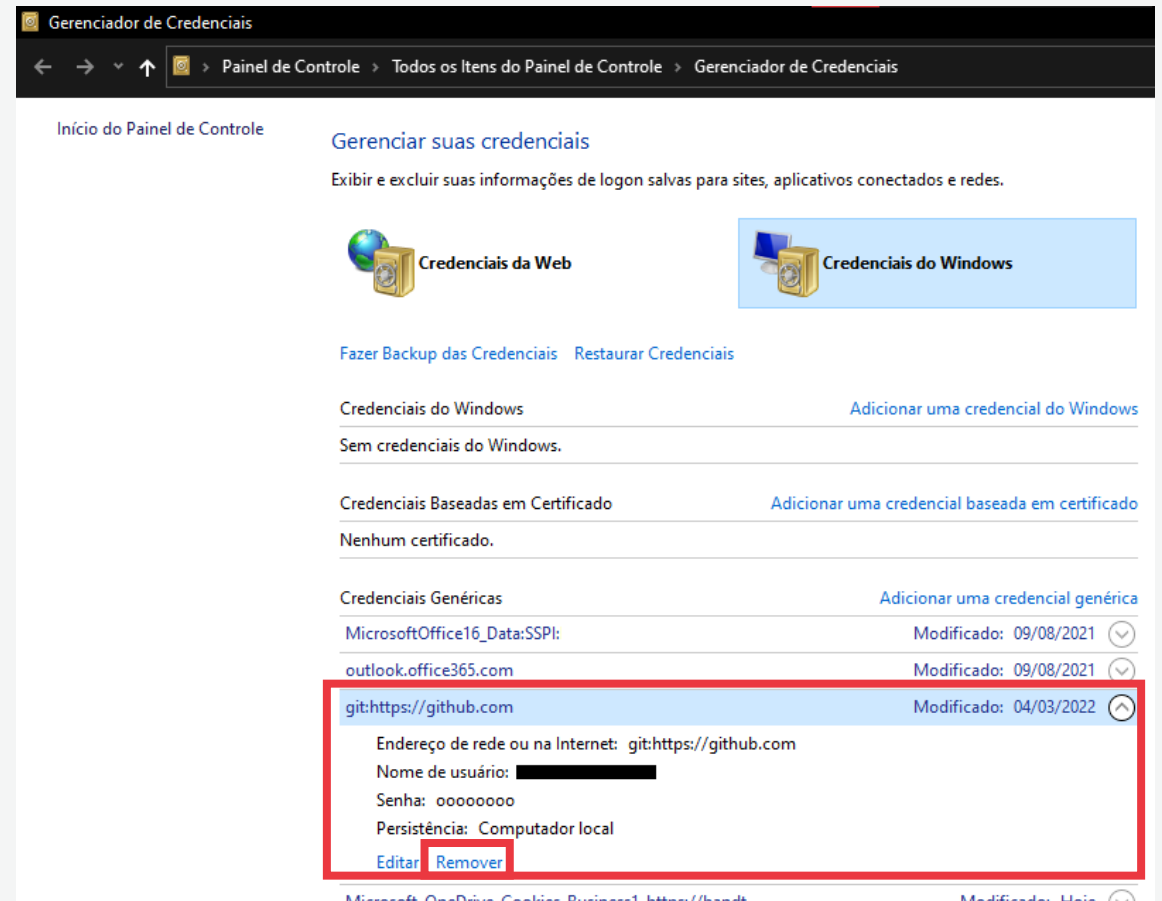 Gerenciador de Credenciais
Painel de Controle > Todos os Itens do Painel de Controle > Gerenciador de Credenciais
Início do Painel de Controle
Gerenciar suas credenciais
Exibir e excluir suas informações de logon salvas para sites, aplicativos conectados e redes.
Credenciais da Web Credenciais do Windows
Fazer Backup das Credenciais Restaurar Credenciais
Credenciais do Windows Adicionar uma credencial do Windows
Sem credenciais do Windows.
Credenciais Baseadas em Certificado Adicionar uma credencial baseada em certificado
Nenhum certificado.
Credenciais Genéricas Adicionar uma credencial genérica
MicrosoftOffice16_Data:SSPI: Modificado: 09/08/2021
outlook.office365.com Modificado: 09/08/2021
git:https://github.com Modificado: 04/03/2022
Endereço de rede ou na Internet: git:https://github.com
Nome de usuário:
Senha: oooooooo
Persistência: Computador local
Editar Remover
Microsoft_OneDrive_Cookies_Business1_https://bandt Modificado: Hoje